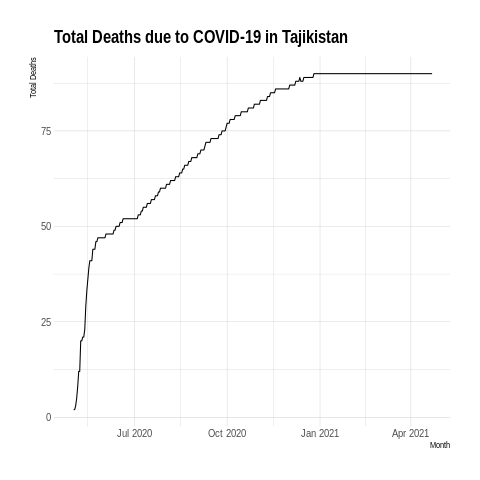 Total Deaths due to COVID-19 in Tajikistan
Total Deaths
75
50
25
0
Jul 2020 Oct 2020 Jan 2021 Apr 2021
Month